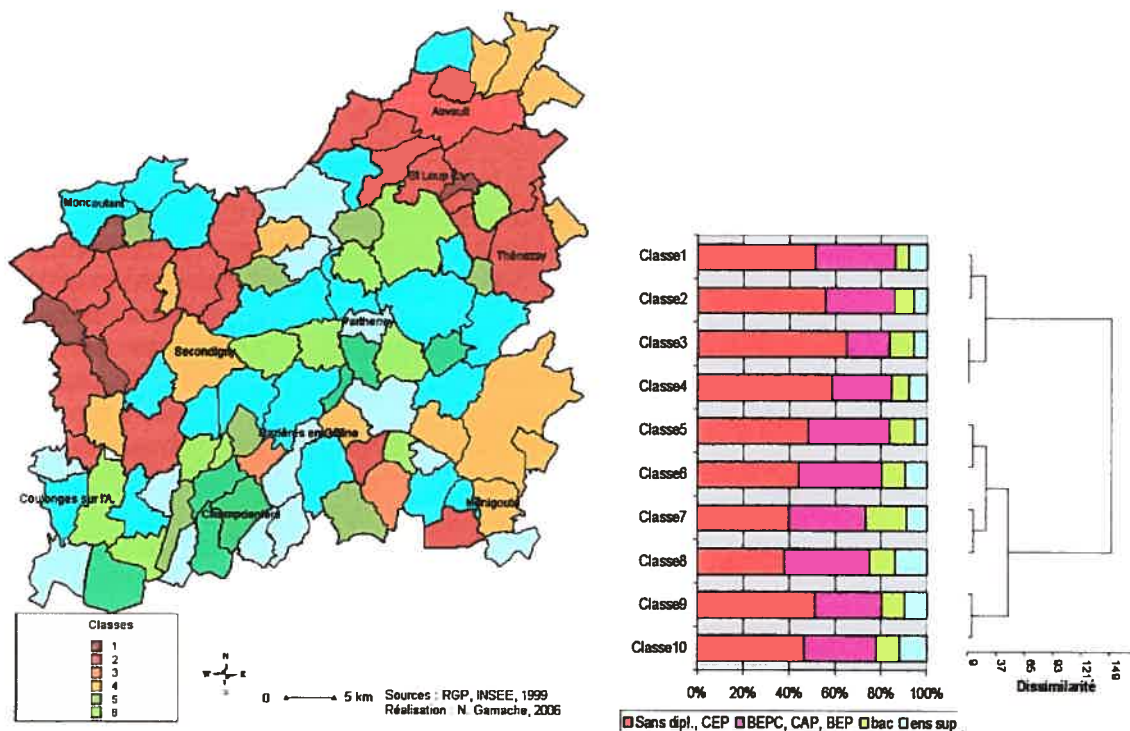 Airvault
St Loup
Moncoutant
Thénezay
Parthenay
Secondigny
Mazières en Gâtine
Coulonges sur l'A.
Champdeniers
Ménigoute
Classes
1
2
3
4
5
6
N
W E
S
0 5 km
Sources : RGP, INSEE, 1999
Réalisation : N. Gamache, 2006
Classe1
Classe2
Classe3
Classe4
Classe5
Classe6
Classe7
Classe8
Classe9
Classe10
0% 20% 40% 60% 80% 100%
Sans dipl., CEP BEPC, CAP, BEP bac ens sup
9 37 65 93 121 149
Dissimilarité